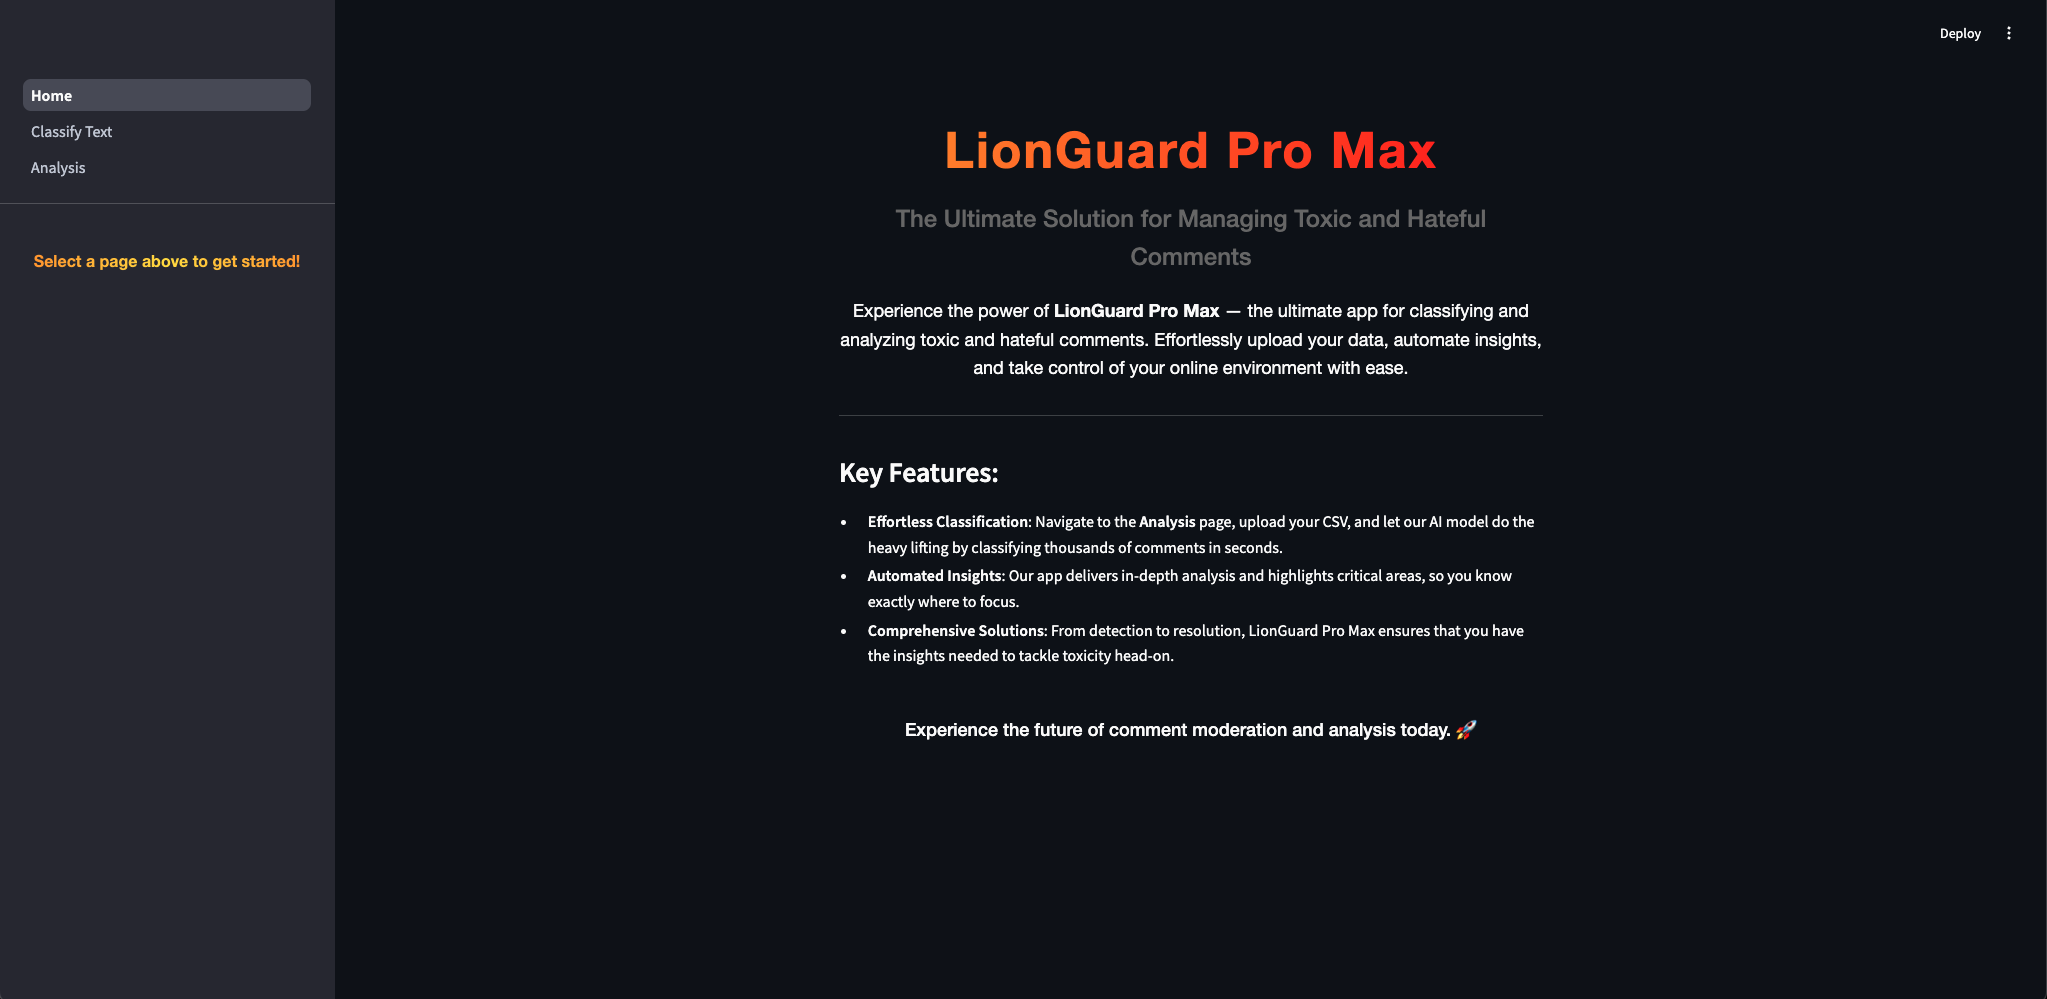 Deploy
Home
Classify Text
Analysis
Select a page above to get started!
LionGuard Pro Max
The Ultimate Solution for Managing Toxic and Hateful
Comments
Experience the power of LionGuard Pro Max — the ultimate app for classifying and
analyzing toxic and hateful comments. Effortlessly upload your data, automate insights,
and take control of your online environment with ease.
Key Features:
• Effortless Classification: Navigate to the Analysis page, upload your CSV, and let our AI model do the
heavy lifting by classifying thousands of comments in seconds.
• Automated Insights: Our app delivers in-depth analysis and highlights critical areas, so you know
exactly where to focus.
• Comprehensive Solutions: From detection to resolution, LionGuard Pro Max ensures that you have
the insights needed to tackle toxicity head-on.
Experience the future of comment moderation and analysis today. 🚀